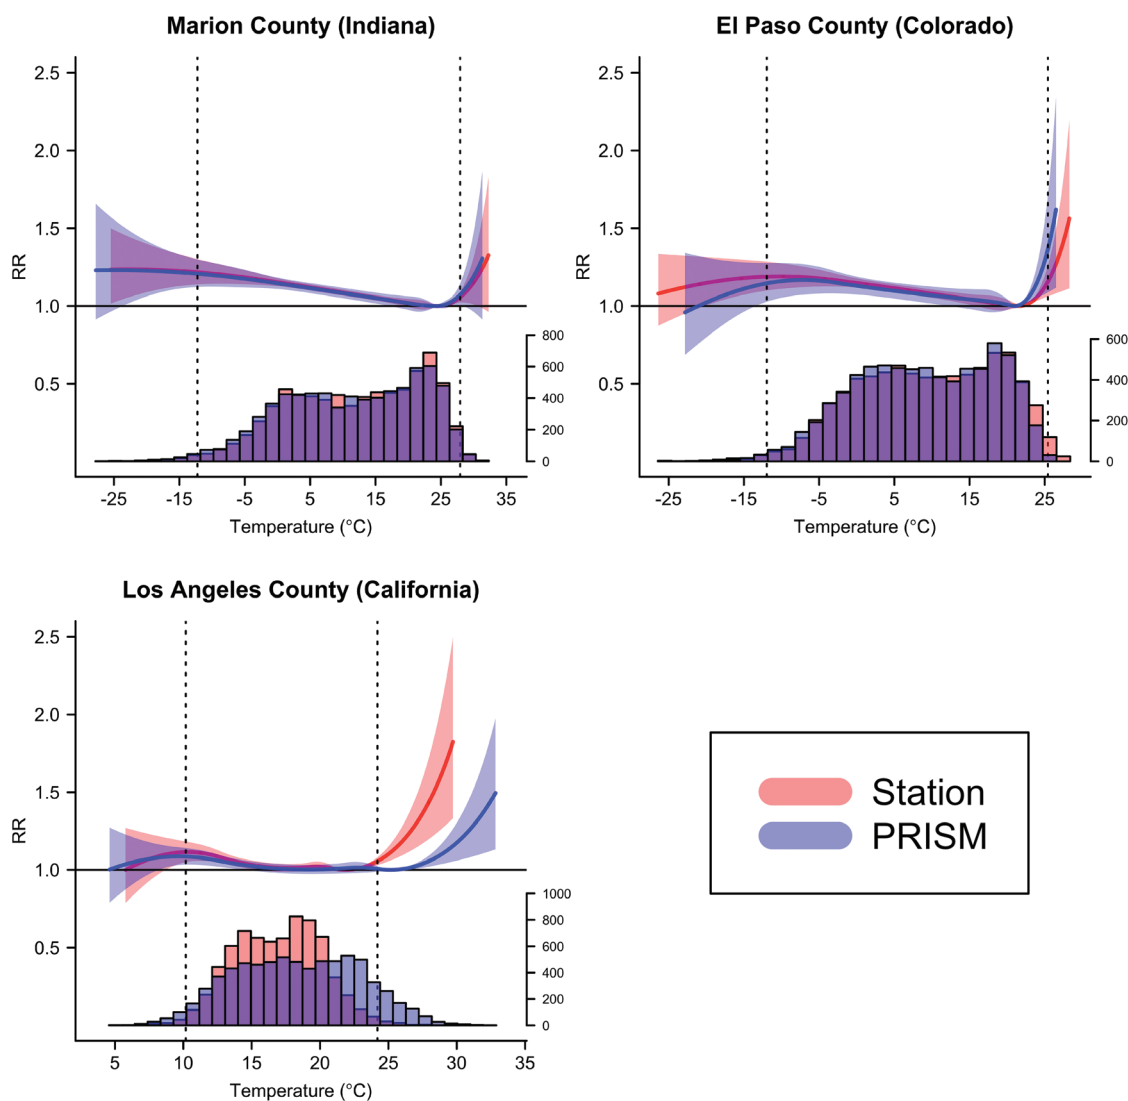 Marion County (Indiana)
2.5
2.0
1.5
1.0
0.5
RR
800
600
400
200
0
-25 -15 -5 5 15 25 35
Temperature (°C)
El Paso County (Colorado)
2.5
2.0
1.5
1.0
0.5
RR
600
400
200
0
-25 -15 -5 5 15 25
Temperature (°C)
Los Angeles County (California)
2.5
2.0
1.5
1.0
0.5
RR
1000
800
600
400
200
0
5 10 15 20 25 30 35
Temperature (°C)
Station
PRISM